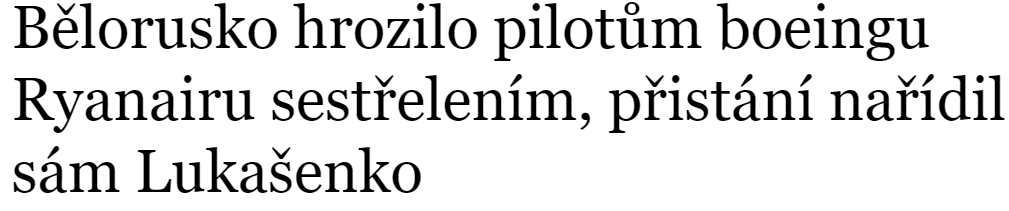 Bělorusko hrozilo pilotům boeingu
Ryanairu sestřelením, přistání nařídil
sám Lukašenko